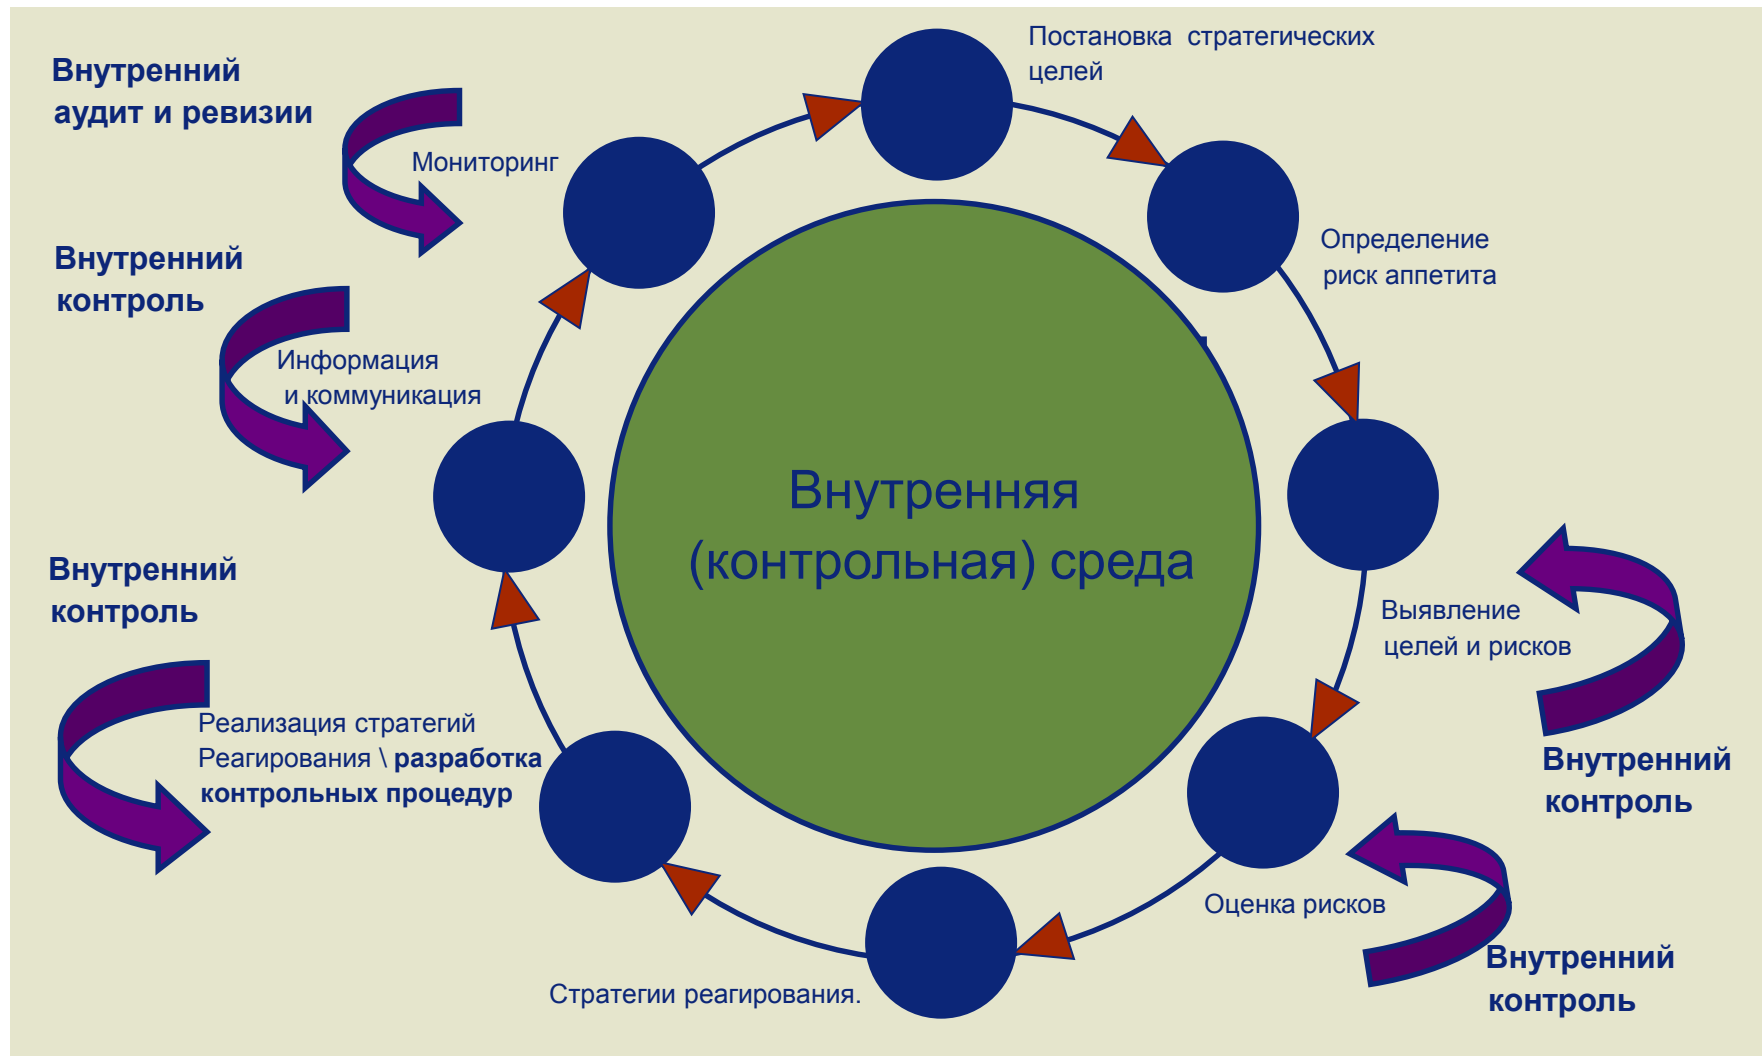 Постановка стратегических
целей
Внутренний
аудит и ревизии
Мониторинг
Определение
риск аппетита
Внутренний
контроль
Информация
и коммуникация
Внутренняя
(контрольная) среда
Внутренний
контроль
Выявление
целей и рисков
Реализация стратегий
Реагирования \ разработка
контрольных процедур
Внутренний
контроль
Оценка рисков
Внутренний
контроль
Стратегии реагирования.